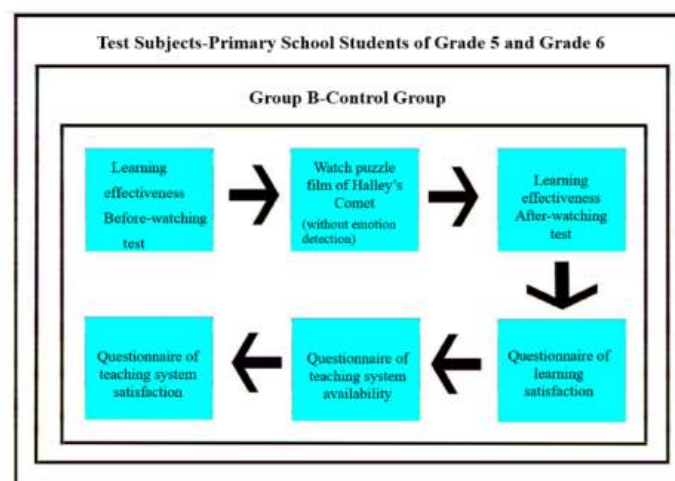 Test Subjects-Primary School Students of Grade 5 and Grade 6
Group B-Control Group
Learning
effectiveness
Before-watching
test
Watch puzzle
film of Halley's
Comet
(without emotion
detection)
Learning
effectiveness
After-watching
test
Questionnaire of
learning
satisfaction
Questionnaire of
teaching system
availability
Questionnaire of
teaching system
satisfaction